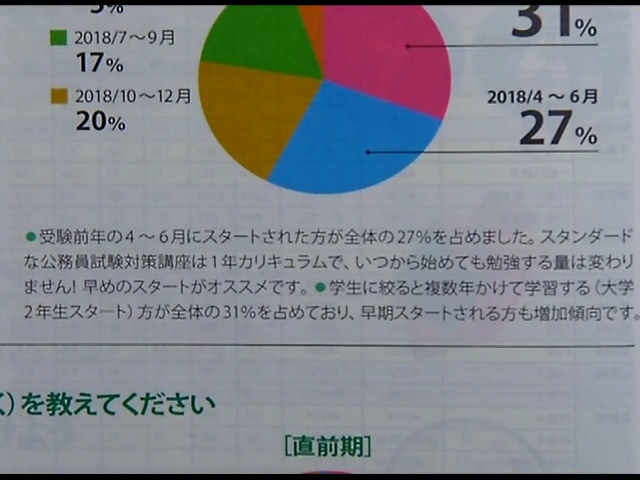 5%
31%
2018/7～9月
17%
2018/10～12月
20%
2018/4～6月
27%
●受験前年の4～6月にスタートされた方が全体の27%を占めました。スタンダード
な公務員試験対策講座は1年カリキュラムで、いつから始めても勉強する量は変わり
ません! 早めのスタートがオススメです。●学生に絞ると複数年かけて学習する(大学
2年生スタート)方が全体の31%を占めており、早期スタートされる方も増加傾向です。
く)を教えてください
[直前期]